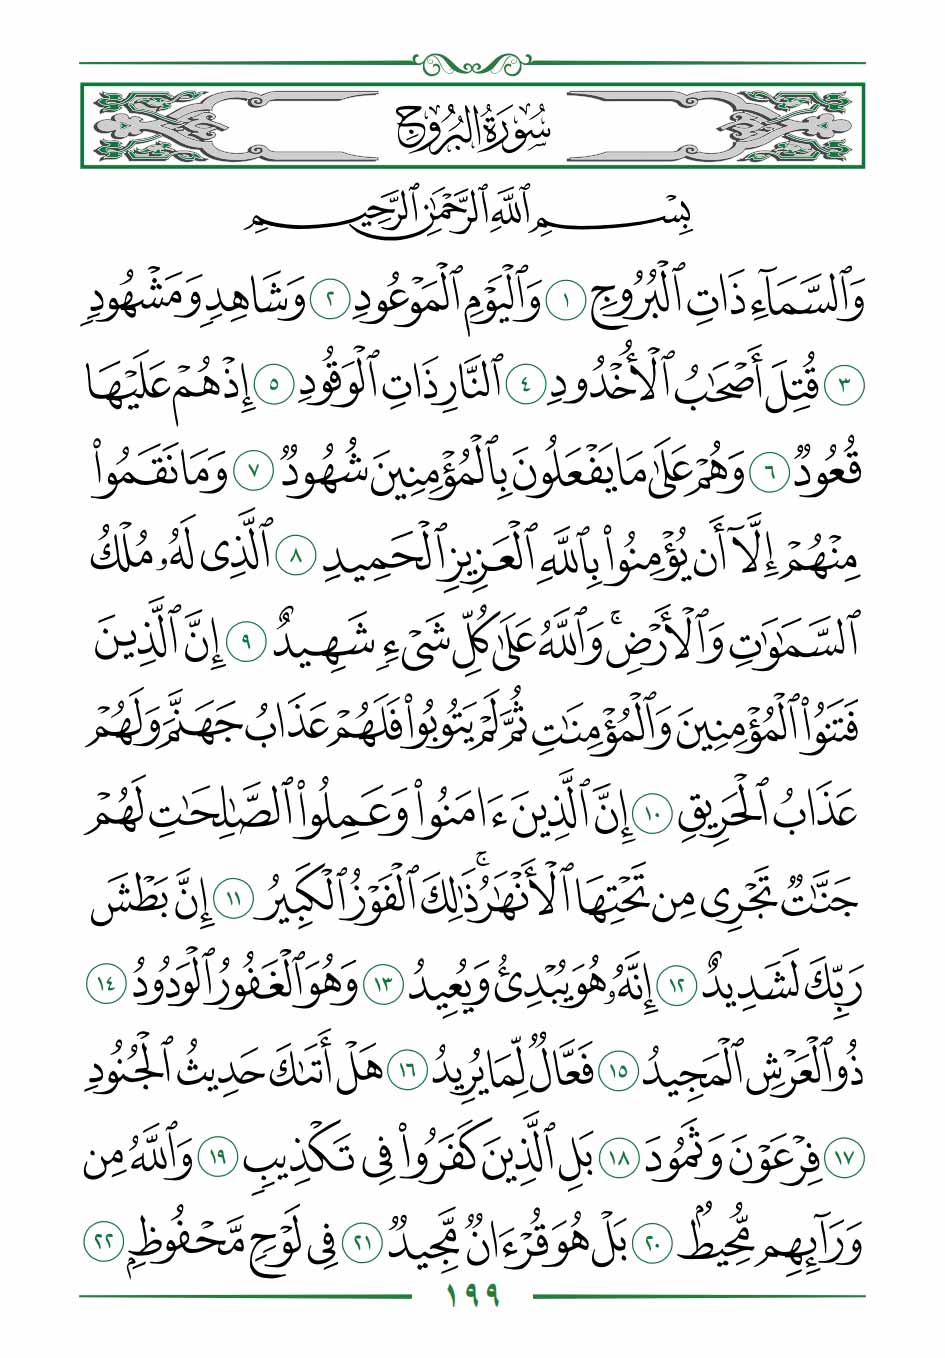 سُورَةُ البُرُوجِ
بِسْمِ ٱللَّهِ ٱلرَّحْمَٰنِ ٱلرَّحِيمِ
وَٱلسَّمَآءِ ذَاتِ ٱلْبُرُوجِ ١ وَٱلْيَوْمِ ٱلْمَوْعُودِ ٢ وَشَاهِدٍ وَمَشْهُودٍ
٣ قُتِلَ أَصْحَٰبُ ٱلْأُخْدُودِ ٤ ٱلنَّارِ ذَاتِ ٱلْوَقُودِ ٥ إِذْ هُمْ عَلَيْهَا
قُعُودٌ ٦ وَهُمْ عَلَىٰ مَا يَفْعَلُونَ بِٱلْمُؤْمِنِينَ شُهُودٌ ٧ وَمَا نَقَمُوا۟
مِنْهُمْ إِلَّآ أَن يُؤْمِنُوا۟ بِٱللَّهِ ٱلْعَزِيزِ ٱلْحَمِيدِ ٨ ٱلَّذِى لَهُۥ مُلْكُ
ٱلسَّمَٰوَٰتِ وَٱلْأَرْضِ ۚ وَٱللَّهُ عَلَىٰ كُلِّ شَىْءٍ شَهِيدٌ ٩ إِنَّ ٱلَّذِينَ
فَتَنُوا۟ ٱلْمُؤْمِنِينَ وَٱلْمُؤْمِنَٰتِ ثُمَّ لَمْ يَتُوبُوا۟ فَلَهُمْ عَذَابُ جَهَنَّمَ وَلَهُمْ
عَذَابُ ٱلْحَرِيقِ ١٠ إِنَّ ٱلَّذِينَ ءَامَنُوا۟ وَعَمِلُوا۟ ٱلصَّٰلِحَٰتِ لَهُمْ
جَنَّٰتٌ تَجْرِى مِن تَحْتِهَا ٱلْأَنْهَٰرُ ۚ ذَٰلِكَ ٱلْفَوْزُ ٱلْكَبِيرُ ١١ إِنَّ بَطْشَ
رَبِّكَ لَشَدِيدٌ ١٢ إِنَّهُۥ هُوَ يُبْدِئُ وَيُعِيدُ ١٣ وَهُوَ ٱلْغَفُورُ ٱلْوَدُودُ ١٤
ذُو ٱلْعَرْشِ ٱلْمَجِيدُ ١٥ فَعَّالٌ لِّمَا يُرِيدُ ١٦ هَلْ أَتَىٰكَ حَدِيثُ ٱلْجُنُودِ
١٧ فِرْعَوْنَ وَثَمُودَ ١٨ بَلِ ٱلَّذِينَ كَفَرُوا۟ فِى تَكْذِيبٍ ١٩ وَٱللَّهُ مِن
وَرَآئِهِم مُّحِيطٌۢ ٢٠ بَلْ هُوَ قُرْءَانٌ مَّجِيدٌ ٢١ فِى لَوْحٍ مَّحْفُوظٍۭ ٢٢
١٩٩